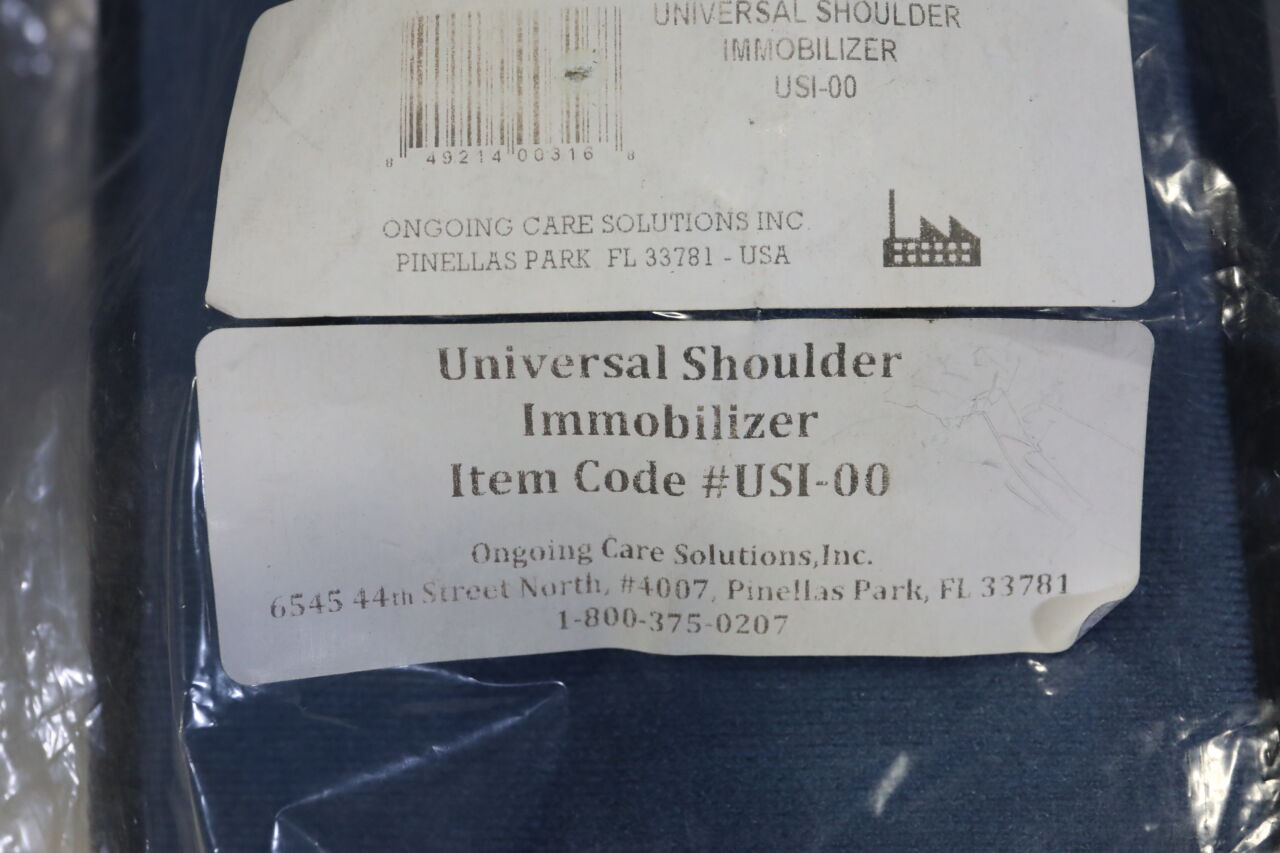 UNIVERSAL SHOULDER
IMMOBILIZER
USI-00
8 49214 00316 8
ONGOING CARE SOLUTIONS INC.
PINELLAS PARK FL 33781 - USA
Universal Shoulder
Immobilizer
Item Code #USI-00
Ongoing Care Solutions,Inc.
6545 44th Street North, #4007, Pinellas Park, FL 33781
1-800-375-0207